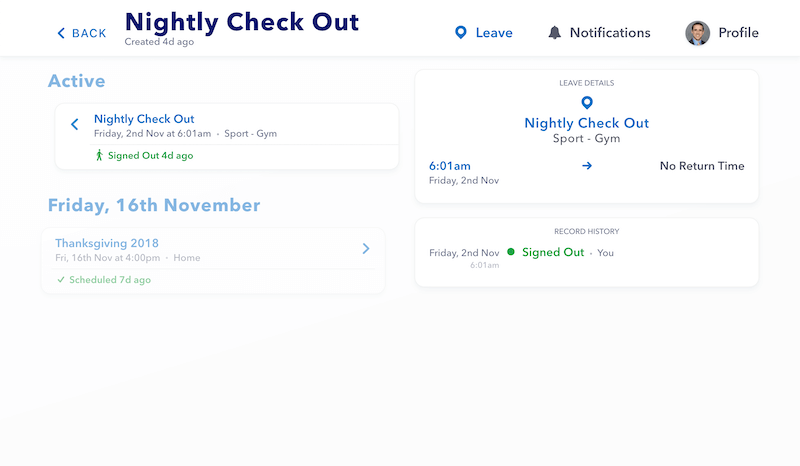 BACK
Nightly Check Out
Created 4d ago
Leave
Notifications
Profile
Active
Nightly Check Out
Friday, 2nd Nov at 6:01am · Sport - Gym
Signed Out 4d ago
Friday, 16th November
Thanksgiving 2018
Fri, 16th Nov at 4:00pm · Home
Scheduled 7d ago
LEAVE DETAILS
Nightly Check Out
Sport - Gym
6:01am → No Return Time
Friday, 2nd Nov
RECORD HISTORY
Friday, 2nd Nov Signed Out · You
6:01am